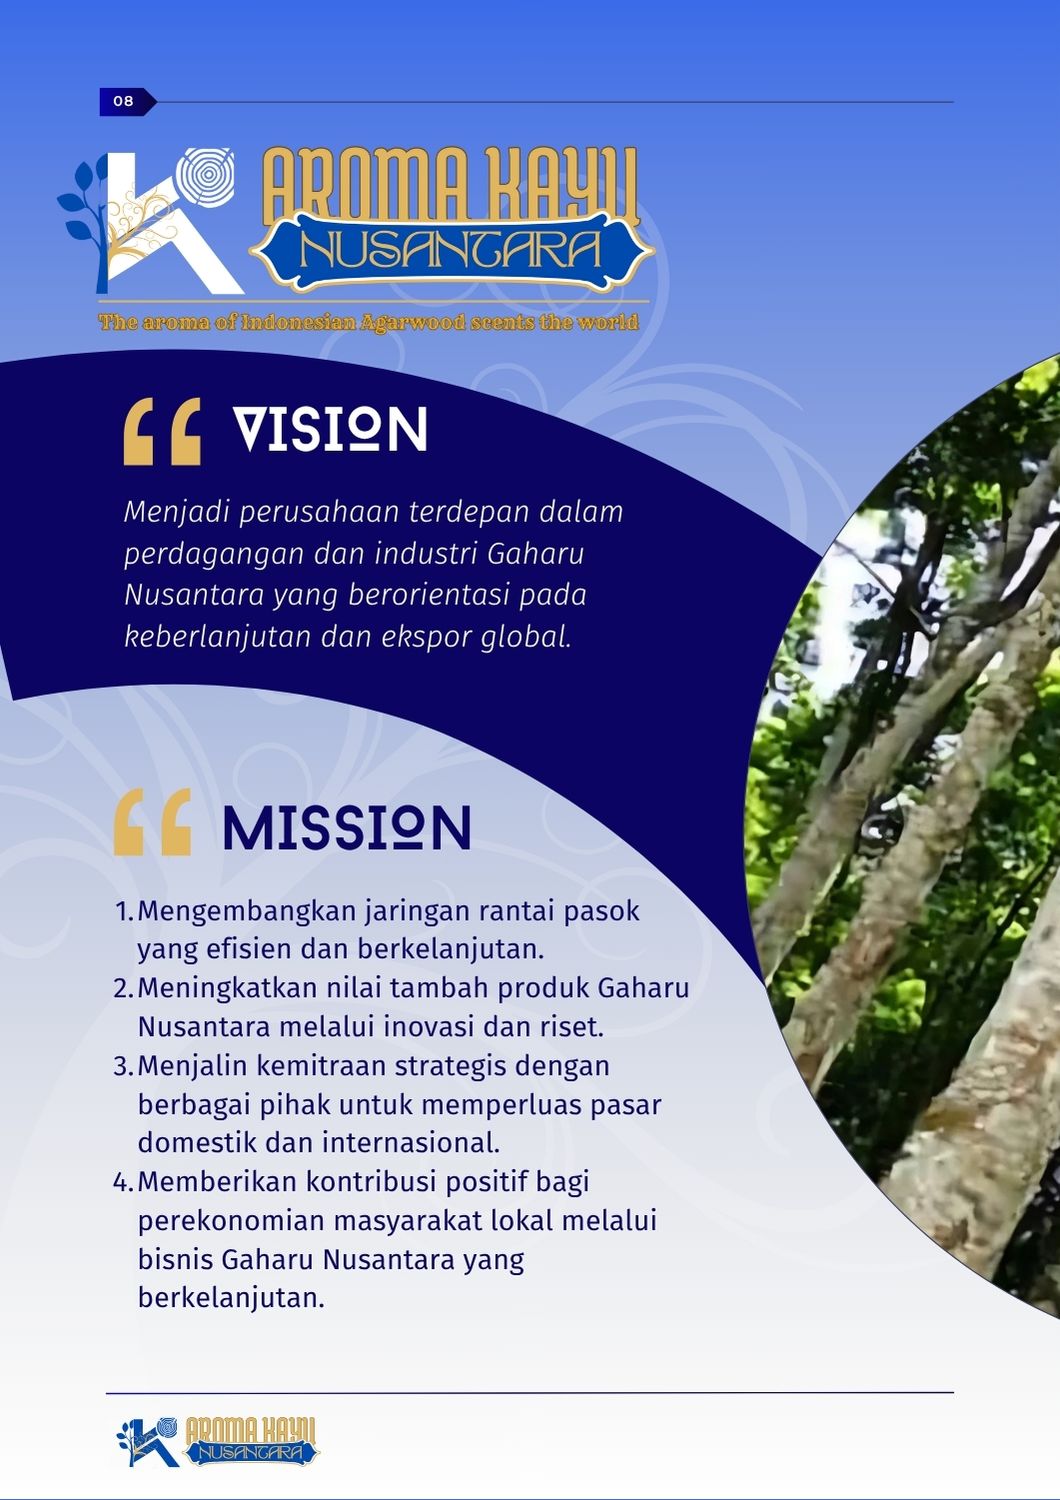 08
AROMA KAYU
NUSANTARA
The aroma of Indonesian Agarwood scents the world
VISION
Menjadi perusahaan terdepan dalam
perdagangan dan industri Gaharu
Nusantara yang berorientasi pada
keberlanjutan dan ekspor global.
MISSION
1. Mengembangkan jaringan rantai pasok
yang efisien dan berkelanjutan.
2. Meningkatkan nilai tambah produk Gaharu
Nusantara melalui inovasi dan riset.
3. Menjalin kemitraan strategis dengan
berbagai pihak untuk memperluas pasar
domestik dan internasional.
4. Memberikan kontribusi positif bagi
perekonomian masyarakat lokal melalui
bisnis Gaharu Nusantara yang
berkelanjutan.
AROMA KAYU
NUSANTARA